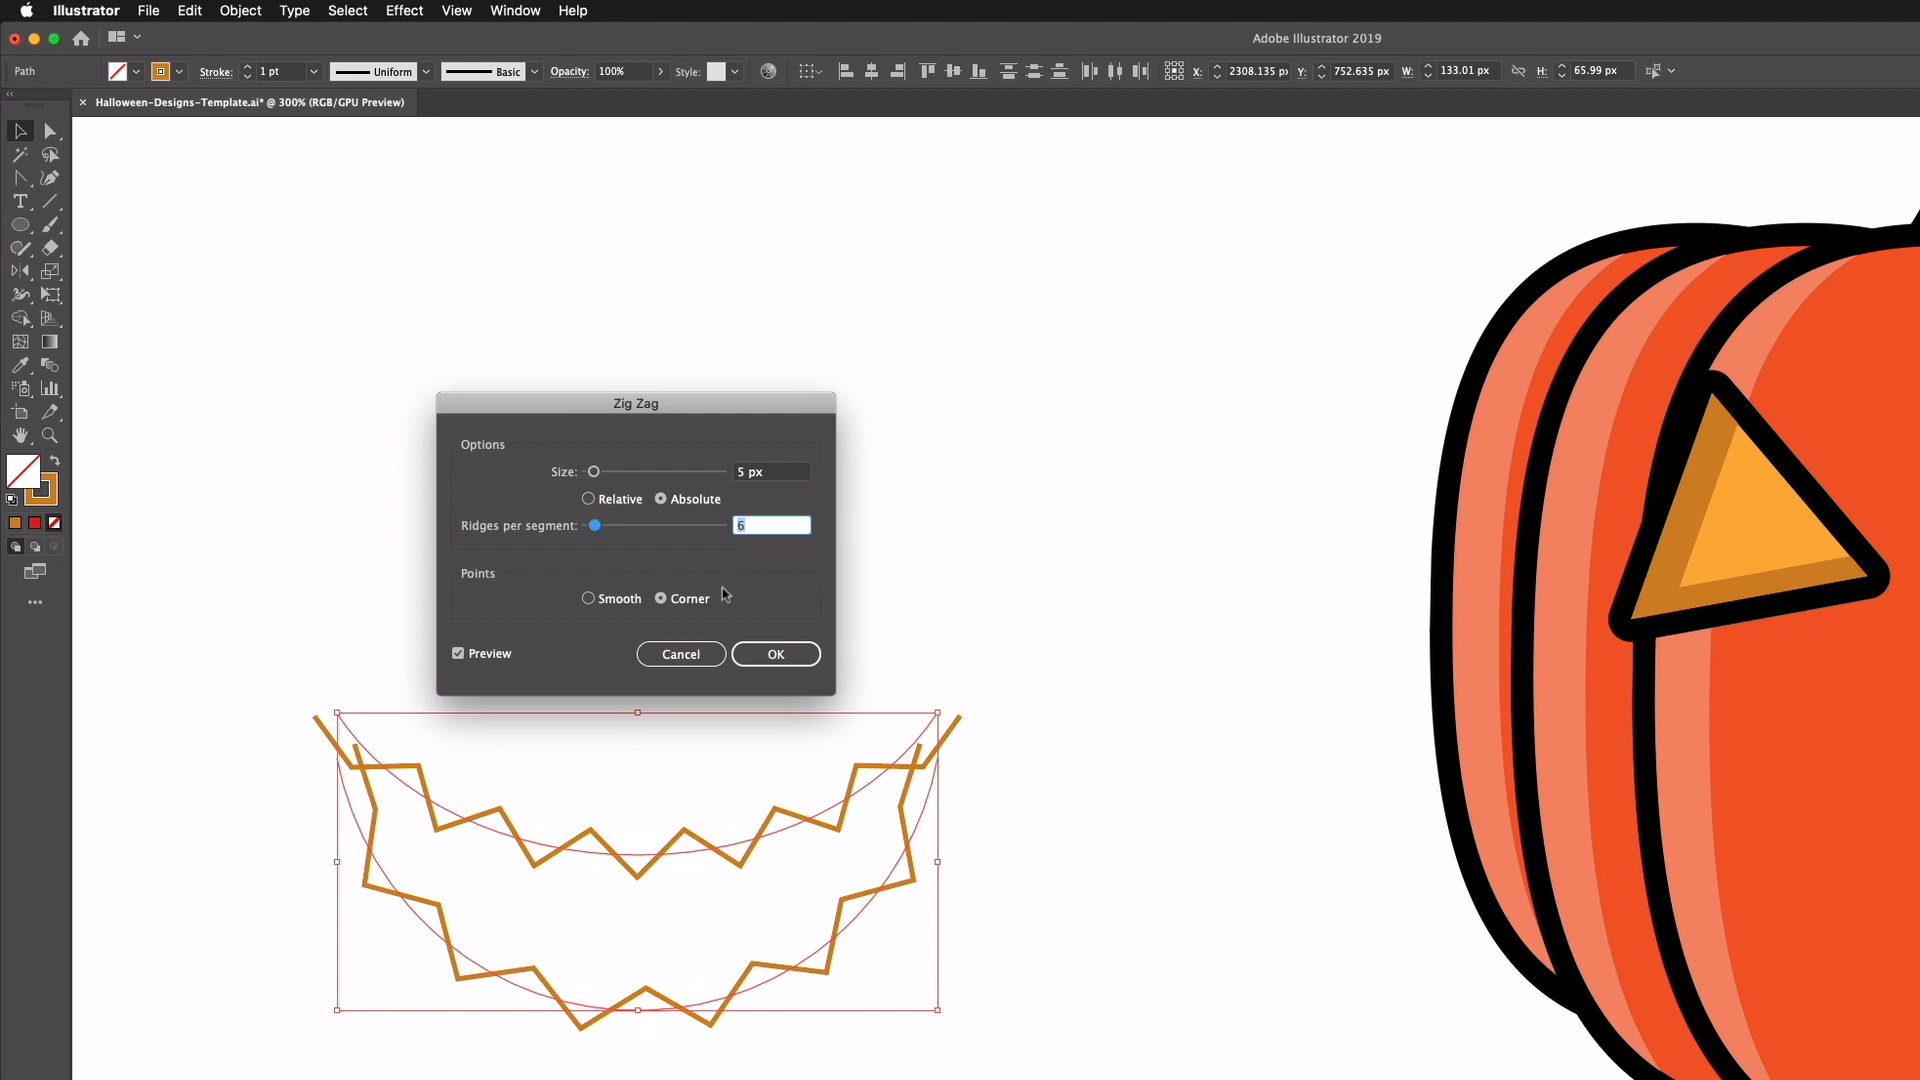 Illustrator File Edit Object Type Select Effect View Window Help
Adobe Illustrator 2019
Path Stroke: 1 pt Uniform Basic Opacity: 100% Style: X: 2308.135 px Y: 752.635 px W: 133.01 px H: 65.99 px
× Halloween-Designs-Template.ai* @ 300% (RGB/GPU Preview)
Zig Zag
Options
Size: 5 px
Relative Absolute
Ridges per segment: 6
Points
Smooth Corner
Preview Cancel OK